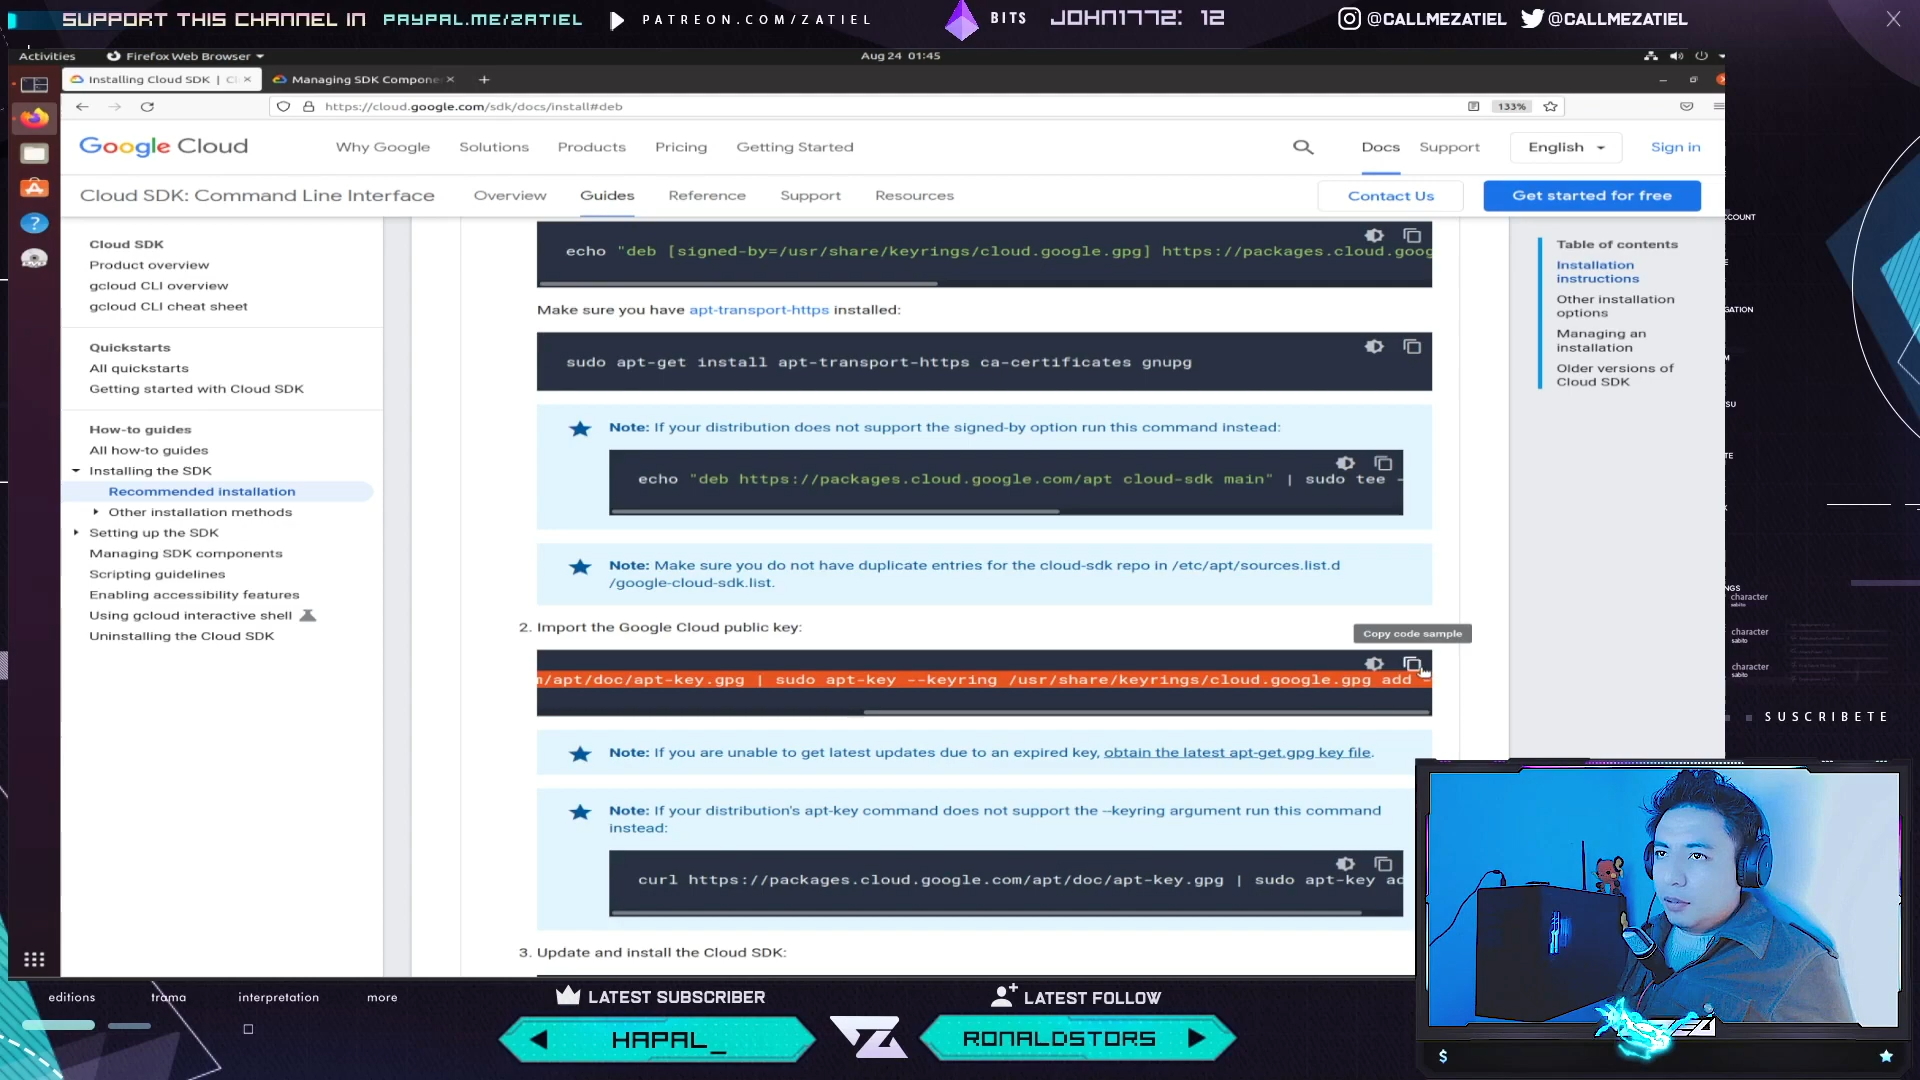 SUPPORT THIS CHANNEL IN PAYPAL.ME/ZATIEL PATREON.COM/ZATIEL BITS JOHN1772: 12 @CALLMEZATIEL @CALLMEZATIEL
Activities Firefox Web Browser Aug 24 01:45
Installing Cloud SDK | Managing SDK Compone
https://cloud.google.com/sdk/docs/install#deb 133%
Google Cloud Why Google Solutions Products Pricing Getting Started Docs Support English Sign in
Cloud SDK: Command Line Interface Overview Guides Reference Support Resources Contact Us Get started for free
Cloud SDK
Product overview
gcloud CLI overview
gcloud CLI cheat sheet
Quickstarts
All quickstarts
Getting started with Cloud SDK
How-to guides
All how-to guides
Installing the SDK
Recommended installation
Other installation methods
Setting up the SDK
Managing SDK components
Scripting guidelines
Enabling accessibility features
Using gcloud interactive shell
Uninstalling the Cloud SDK
echo "deb [signed-by=/usr/share/keyrings/cloud.google.gpg] https://packages.cloud.goog
Make sure you have apt-transport-https installed:
sudo apt-get install apt-transport-https ca-certificates gnupg
Note: If your distribution does not support the signed-by option run this command instead:
echo "deb https://packages.cloud.google.com/apt cloud-sdk main" | sudo tee -
Note: Make sure you do not have duplicate entries for the cloud-sdk repo in /etc/apt/sources.list.d
/google-cloud-sdk.list.
2. Import the Google Cloud public key:
Copy code sample
m/apt/doc/apt-key.gpg | sudo apt-key --keyring /usr/share/keyrings/cloud.google.gpg add -
Note: If you are unable to get latest updates due to an expired key, obtain the latest apt-get.gpg key file.
Note: If your distribution's apt-key command does not support the --keyring argument run this command
instead:
curl https://packages.cloud.google.com/apt/doc/apt-key.gpg | sudo apt-key ad
3. Update and install the Cloud SDK:
Table of contents
Installation
instructions
Other installation
options
Managing an
installation
Older versions of
Cloud SDK
COUNT
GATION
SU
TE
NGS
character
sabito
character
sabito
character
sabito
SUSCRIBETE
editions trama interpretation more
LATEST SUBSCRIBER
HAPAL_
LATEST FOLLOW
RONALDSTORS
$